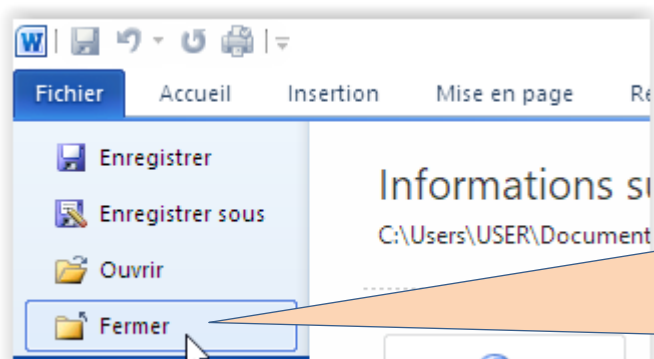 W
Fichier Accueil Insertion Mise en page
Enregistrer
Enregistrer sous
Ouvrir
Fermer
Informations
C:\Users\USER\Document